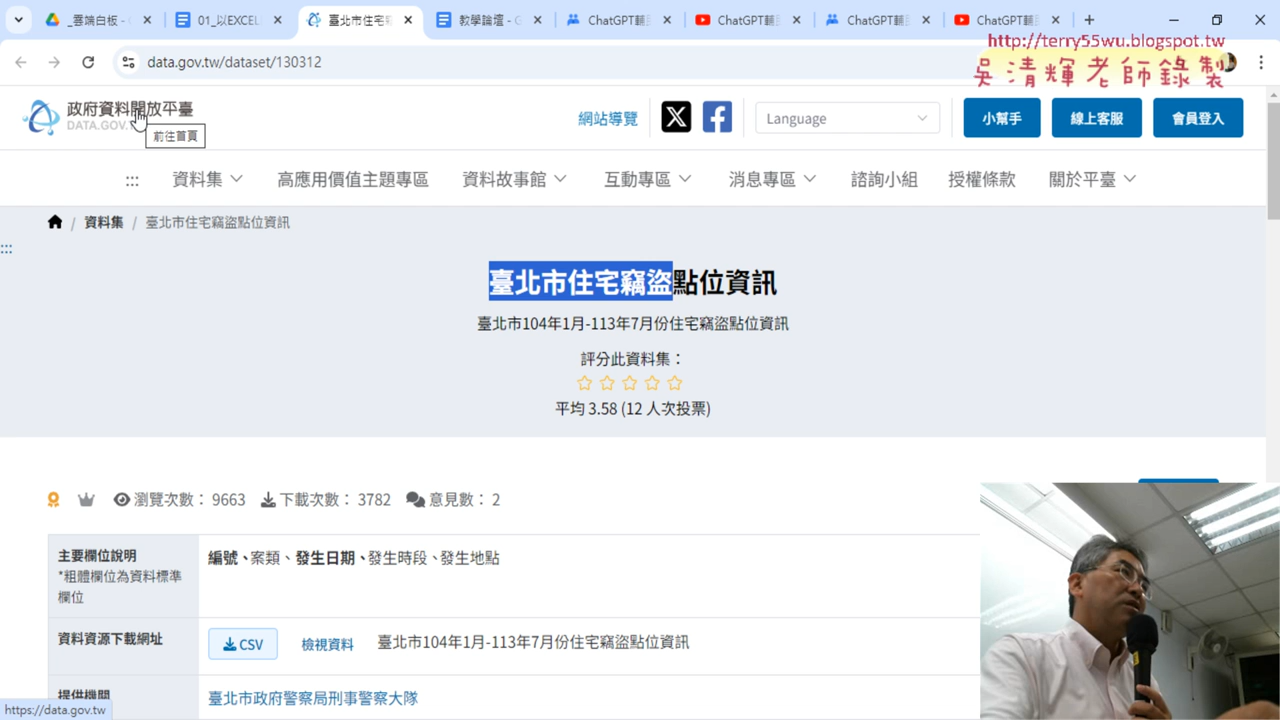 _雲端白板 - G
01_以EXCEL
臺北市住宅
教學論壇 - G
ChatGPT輔
ChatGPT輔
ChatGPT輔
ChatGPT輔
data.gov.tw/dataset/130312
http://terry55wu.blogspot.tw
吳清輝老師錄製
政府資料開放平臺
DATA.GOV.T
前往首頁
網站導覽
Language
小幫手
線上客服
會員登入
:::
資料集
高應用價值主題專區
資料故事館
互動專區
消息專區
諮詢小組
授權條款
關於平臺
/ 資料集 / 臺北市住宅竊盜點位資訊
:::
臺北市住宅竊盜點位資訊
臺北市104年1月-113年7月份住宅竊盜點位資訊
評分此資料集：
平均 3.58 (12 人次投票)
瀏覽次數： 9663 下載次數： 3782 意見數： 2
主要欄位說明
*粗體欄位為資料標準
欄位
編號、案類、發生日期、發生時段、發生地點
資料資源下載網址
CSV
檢視資料
臺北市104年1月-113年7月份住宅竊盜點位資訊
提供機關
臺北市政府警察局刑事警察大隊
https://data.gov.tw